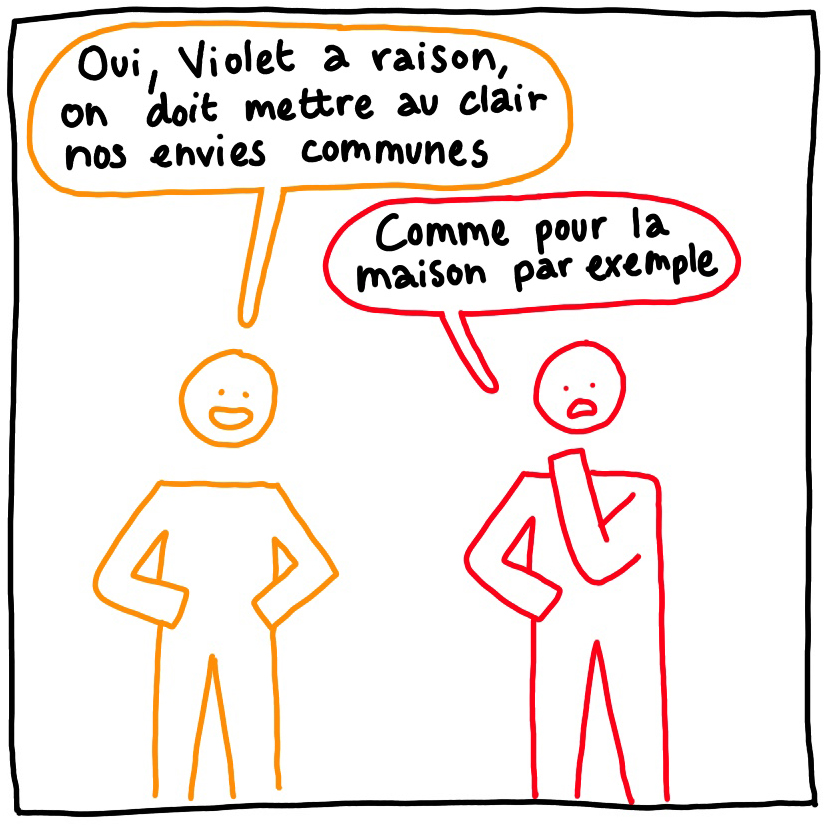 Oui, Violet a raison,
on doit mettre au clair
nos envies communes
Comme pour la
maison par exemple